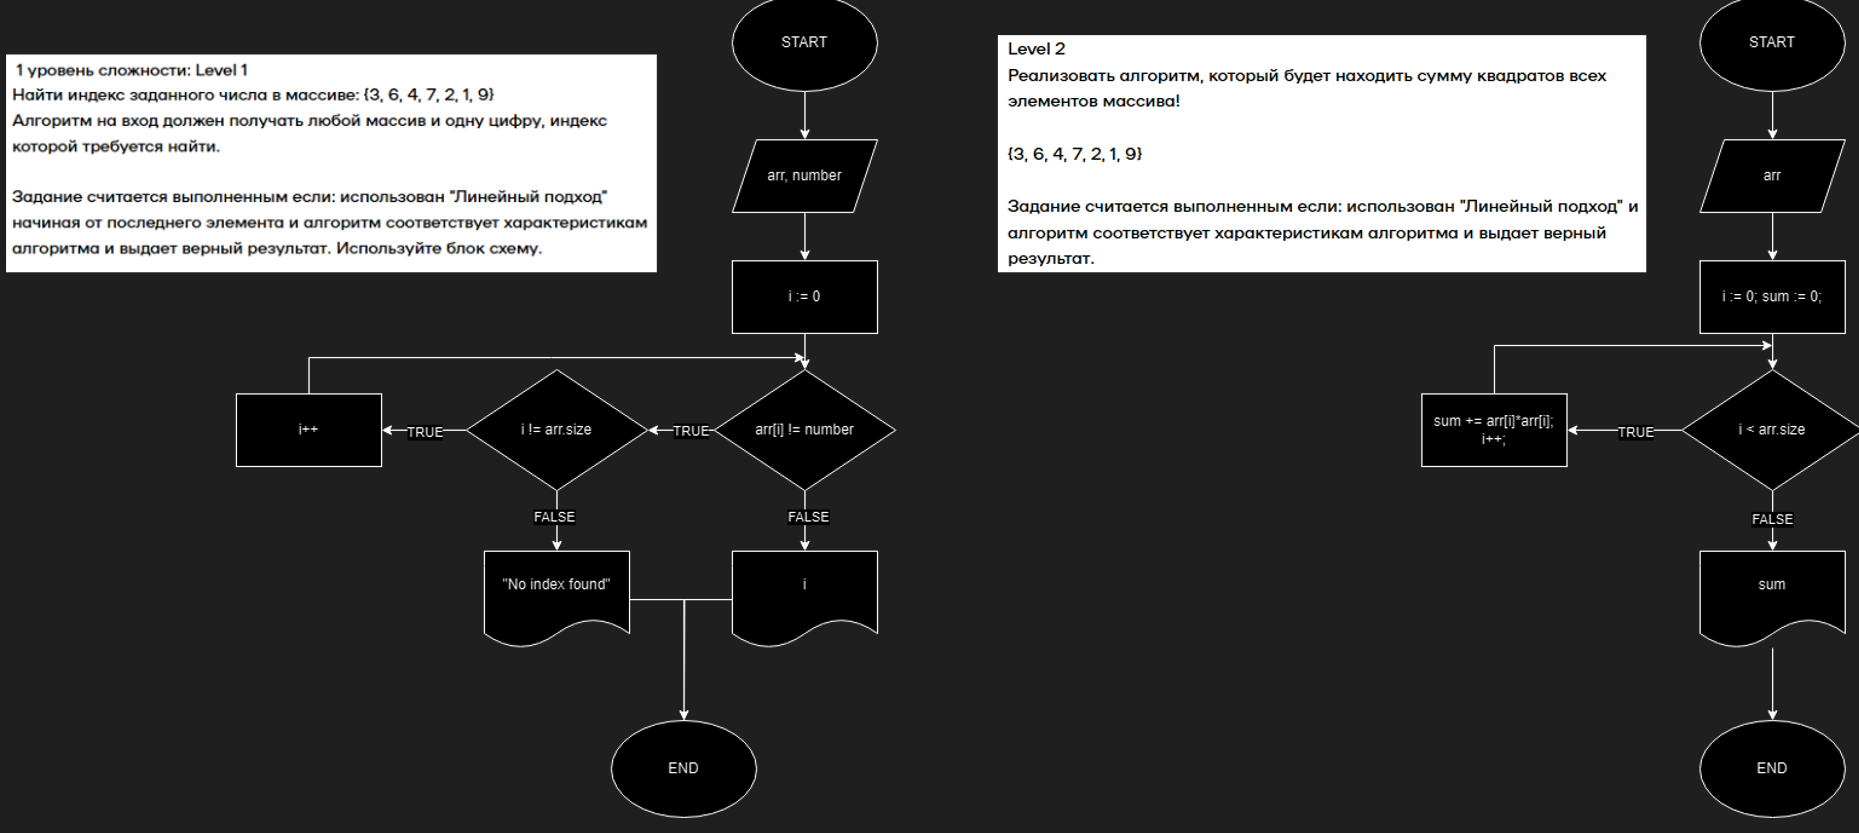 1 уровень сложности: Level 1
Найти индекс заданного числа в массиве: {3, 6, 4, 7, 2, 1, 9}
Алгоритм на вход должен получать любой массив и одну цифру, индекс
которой требуется найти.
Задание считается выполненным если: использован "Линейный подход"
начиная от последнего элемента и алгоритм соответствует характеристикам
алгоритма и выдает верный результат. Используйте блок схему.
START
arr, number
i := 0
arr[i] != number
TRUE
i != arr.size
TRUE
i++
FALSE
FALSE
"No index found"
i
END
Level 2
Реализовать алгоритм, который будет находить сумму квадратов всех
элементов массива!
{3, 6, 4, 7, 2, 1, 9}
Задание считается выполненным если: использован "Линейный подход" и
алгоритм соответствует характеристикам алгоритма и выдает верный
результат.
START
arr
i := 0; sum := 0;
i < arr.size
TRUE
sum += arr[i]*arr[i];
i++;
FALSE
sum
END